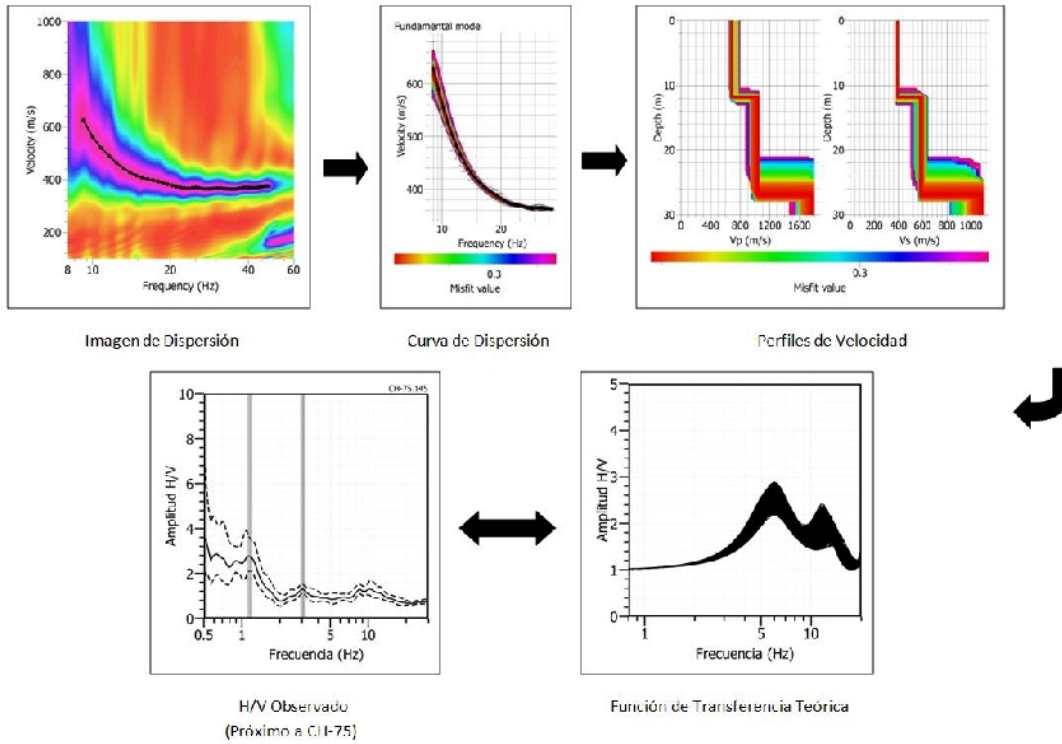 1000
800
600
400
200
Velocity (m/s)
8
10
20
40
60
Frequency (Hz)
Imagen de Dispersión
Fundamental mode
600
500
400
Velocity (m/s)
10
20
Frequency (Hz)
0.3
Misfit value
Curva de Dispersión
0
10
20
30
Depth (m)
0
400
800
1600
Vp (m/s)
0
10
20
30
Depth (m)
0
200
400
600
800
1000
Vs (m/s)
0.3
Misfit value
Perfiles de Velocidad
10
8
6
4
2
0
Amplitud H/V
0.5
1
5
10
Frecuencia (Hz)
H/V Observado
(Próximo a CH-75)
5
4
3
2
1
0
Amplitud H/V
1
5
10
Frecuencia (Hz)
Función de Transferencia Teórica